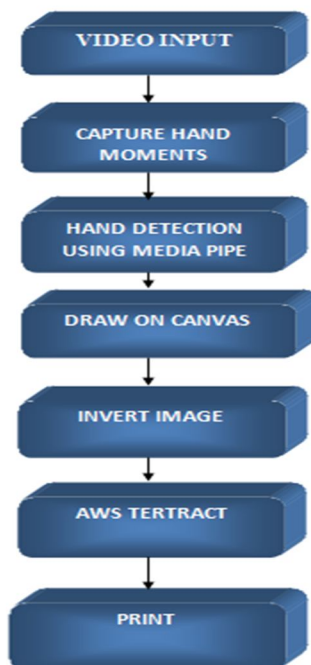 VIDEO INPUT
CAPTURE HAND
MOMENTS
HAND DETECTION
USING MEDIA PIPE
DRAW ON CANVAS
INVERT IMAGE
AWS TERTRACT
PRINT